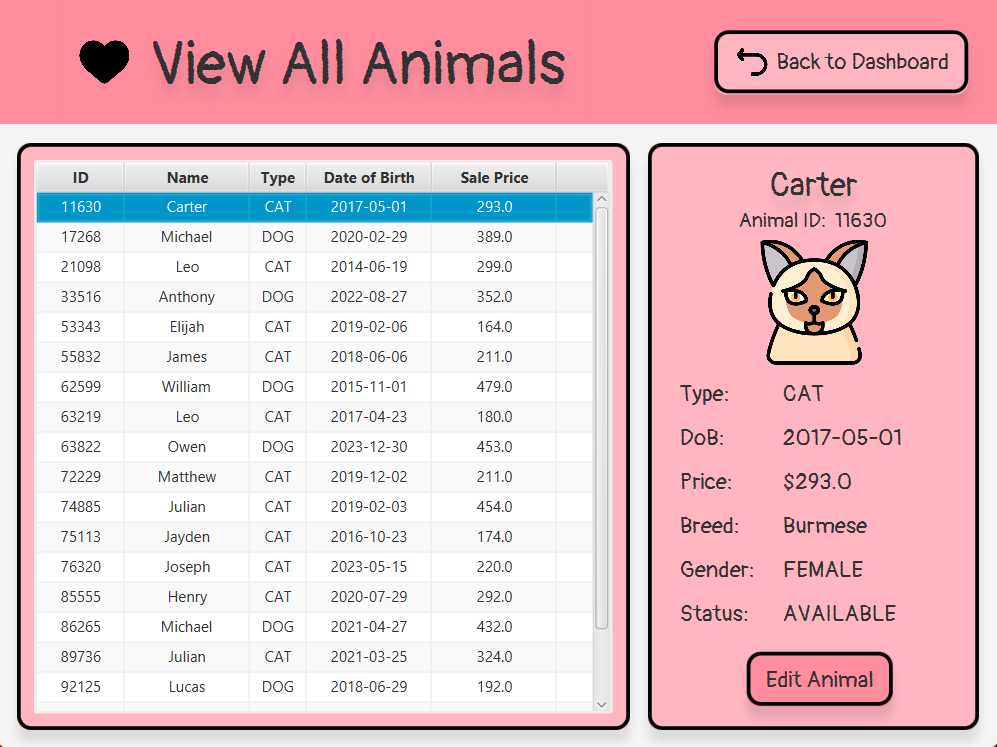 View All Animals
Back to Dashboard
ID Name Type Date of Birth Sale Price
11630 Carter CAT 2017-05-01 293.0
17268 Michael DOG 2020-02-29 389.0
21098 Leo CAT 2014-06-19 299.0
33516 Anthony DOG 2022-08-27 352.0
53343 Elijah CAT 2019-02-06 164.0
55832 James CAT 2018-06-06 211.0
62599 William DOG 2015-11-01 479.0
63219 Leo CAT 2017-04-23 180.0
63822 Owen DOG 2023-12-30 453.0
72229 Matthew CAT 2019-12-02 211.0
74885 Julian CAT 2019-02-03 454.0
75113 Jayden CAT 2016-10-23 174.0
76320 Joseph CAT 2023-05-15 220.0
85555 Henry CAT 2020-07-29 292.0
86265 Michael DOG 2021-04-27 432.0
89736 Julian CAT 2021-03-25 324.0
92125 Lucas DOG 2018-06-29 192.0
Carter
Animal ID: 11630
Type: CAT
DoB: 2017-05-01
Price: $293.0
Breed: Burmese
Gender: FEMALE
Status: AVAILABLE
Edit Animal